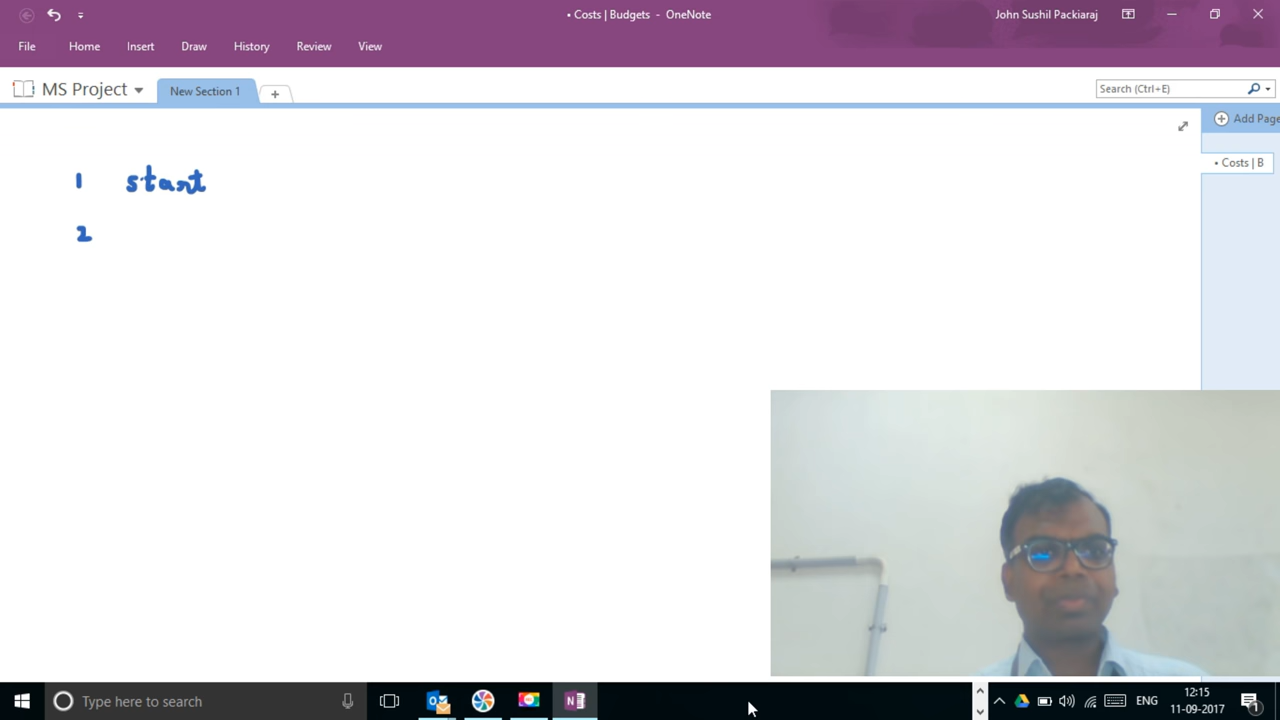 • Costs | Budgets - OneNote
John Sushil Packiaraj
File Home Insert Draw History Review View
MS Project
New Section 1
Search (Ctrl+E)
Add Page
• Costs | B
1 start
2
Type here to search
ENG
12:15
11-09-2017
1